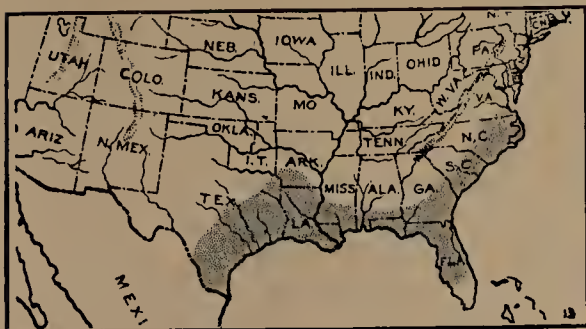 N.Y.
NEB.
IOWA
PA.
UTAH
COLO.
ILL.
IND.
OHIO
W.VA.
VA.
KANS.
MO
KY.
ARIZ
N.MEX.
OKLA.
TENN.
N.C.
I.T.
ARK.
S.C.
TEX.
MISS.
ALA.
GA.
LA.
FLA.
MEXI
18